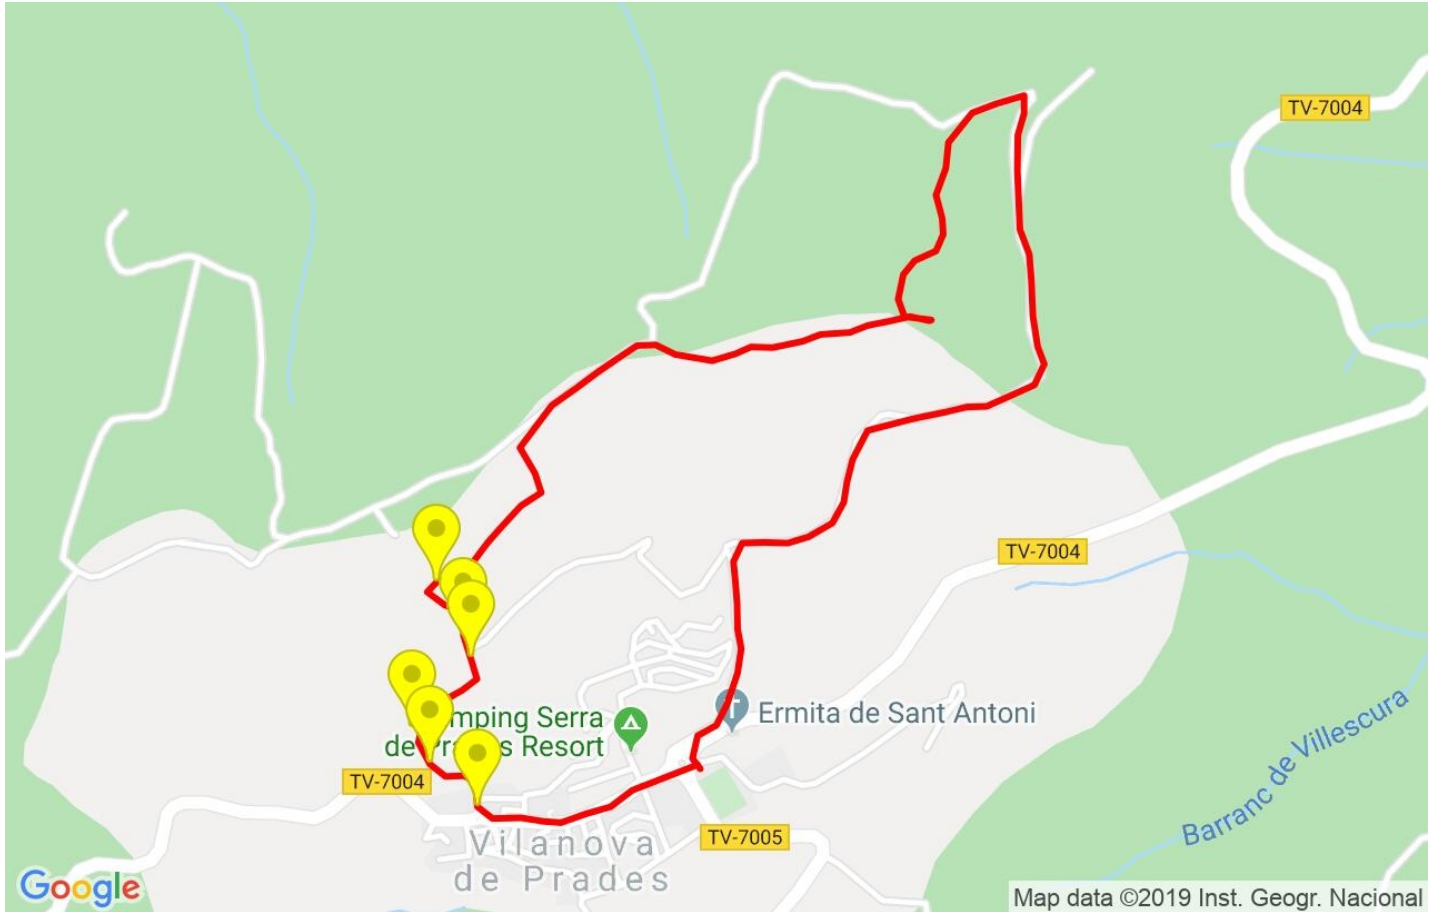 TV-7004
TV-7004
Ermita de Sant Antoni
mping Serra
de Pra s Resort
TV-7004
Barranc de Villescura
TV-7005
Vilanova
de Prades
Google
Map data ©2019 Inst. Geogr. Nacional